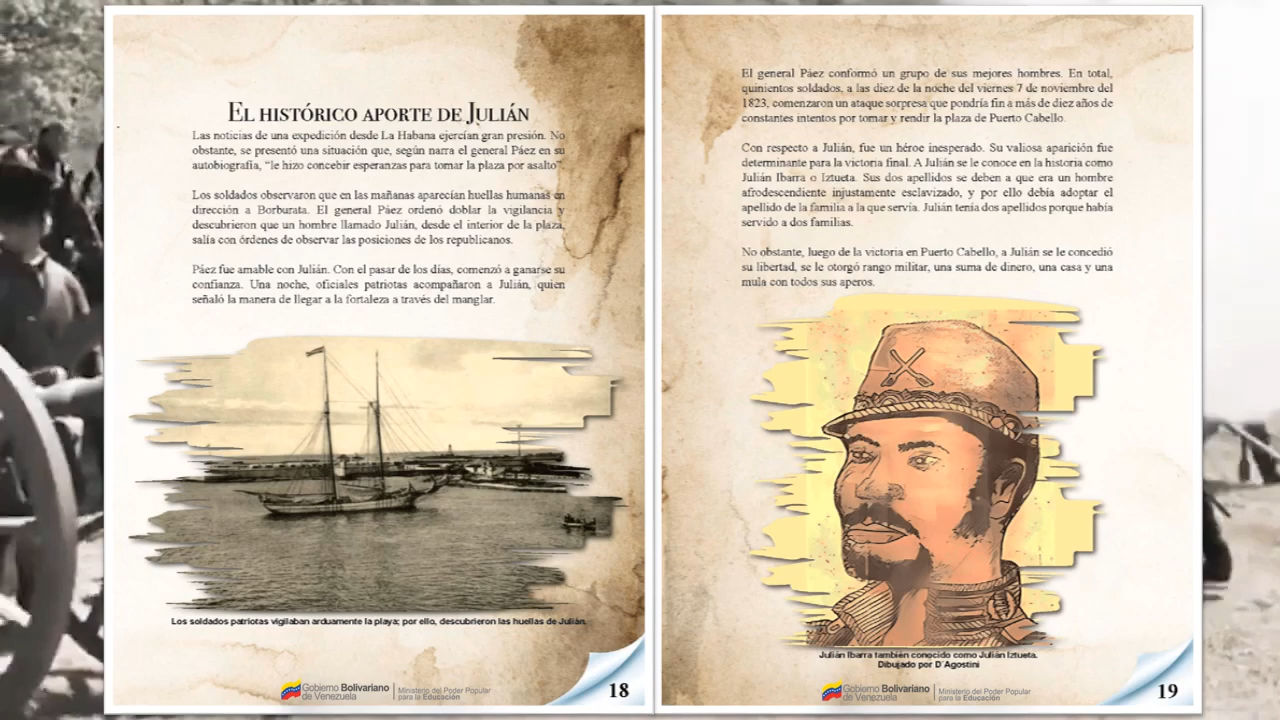 EL HISTÓRICO APORTE DE JULIÁN
Las noticias de una expedición desde La Habana ejercían gran presión. No
obstante, se presentó una situación que, según narra el general Páez en su
autobiografía, “le hizo concebir esperanzas para tomar la plaza por asalto”.
Los soldados observaron que en las mañanas aparecían huellas humanas en
dirección a Borburata. El general Páez ordenó doblar la vigilancia y
descubrieron que un hombre llamado Julián, desde el interior de la plaza,
salía con órdenes de observar las posiciones de los republicanos.
Páez fue amable con Julián. Con el pasar de los días, comenzó a ganarse su
confianza. Una noche, oficiales patriotas acompañaron a Julián, quien
señaló la manera de llegar a la fortaleza a través del manglar.
Los soldados patriotas vigilaban arduamente la playa; por ello, descubrieron las huellas de Julián.
Gobierno Bolivariano
de Venezuela
Ministerio del Poder Popular
para la Educación
18
El general Páez conformó un grupo de sus mejores hombres. En total,
quinientos soldados, a las diez de la noche del viernes 7 de noviembre del
1823, comenzaron un ataque sorpresa que pondría fin a más de diez años de
constantes intentos por tomar y rendir la plaza de Puerto Cabello.
Con respecto a Julián, fue un héroe inesperado. Su valiosa aparición fue
determinante para la victoria final. A Julián se le conoce en la historia como
Julián Ibarra o Iztueta. Sus dos apellidos se deben a que era un hombre
afrodescendiente injustamente esclavizado, y por ello debía adoptar el
apellido de la familia a la que servía. Julián tenía dos apellidos porque había
servido a dos familias.
No obstante, luego de la victoria en Puerto Cabello, a Julián se le concedió
su libertad, se le otorgó rango militar, una suma de dinero, una casa y una
mula con todos sus aperos.
Julián Ibarra también conocido como Julián Iztueta.
Dibujado por D´Agostini
Gobierno Bolivariano
de Venezuela
Ministerio del Poder Popular
para la Educación
19